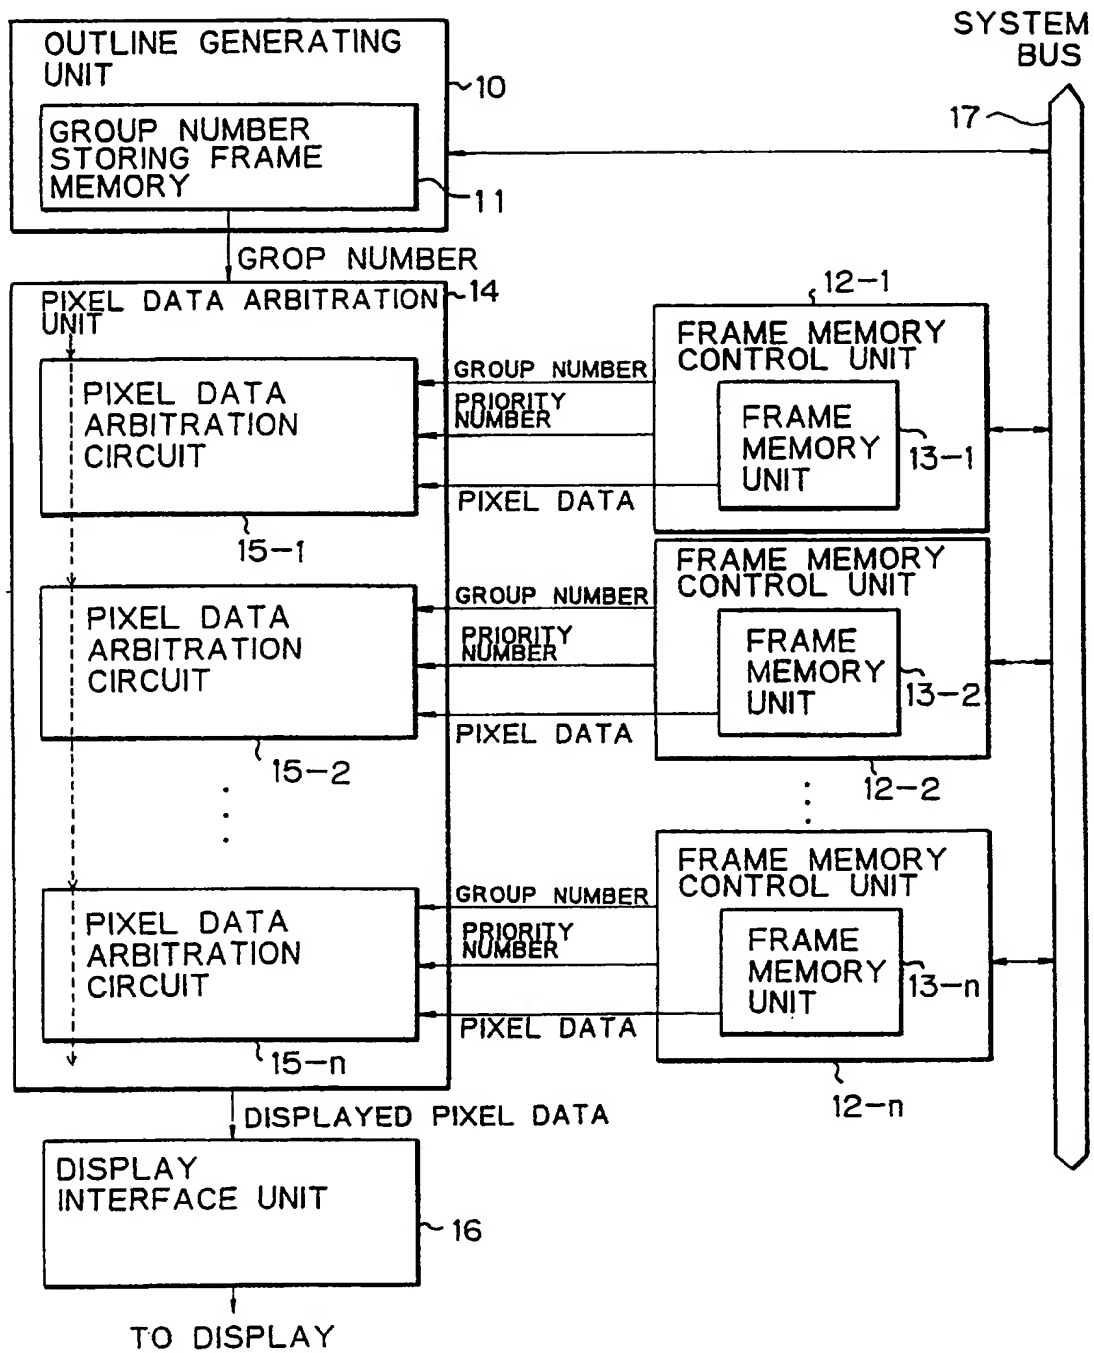 SYSTEM
BUS
17
OUTLINE GENERATING
UNIT
10
GROUP NUMBER
STORING FRAME
MEMORY
11
GROP NUMBER
PIXEL DATA ARBITRATION
UNIT
14
PIXEL DATA
ARBITRATION
CIRCUIT
15-1
GROUP NUMBER
PRIORITY
NUMBER
PIXEL DATA
12-1
FRAME MEMORY
CONTROL UNIT
FRAME
MEMORY
UNIT
13-1
PIXEL DATA
ARBITRATION
CIRCUIT
15-2
GROUP NUMBER
PRIORITY
NUMBER
PIXEL DATA
FRAME MEMORY
CONTROL UNIT
FRAME
MEMORY
UNIT
13-2
12-2
PIXEL DATA
ARBITRATION
CIRCUIT
15-n
GROUP NUMBER
PRIORITY
NUMBER
PIXEL DATA
FRAME MEMORY
CONTROL UNIT
FRAME
MEMORY
UNIT
13-n
12-n
DISPLAYED PIXEL DATA
DISPLAY
INTERFACE UNIT
16
TO DISPLAY